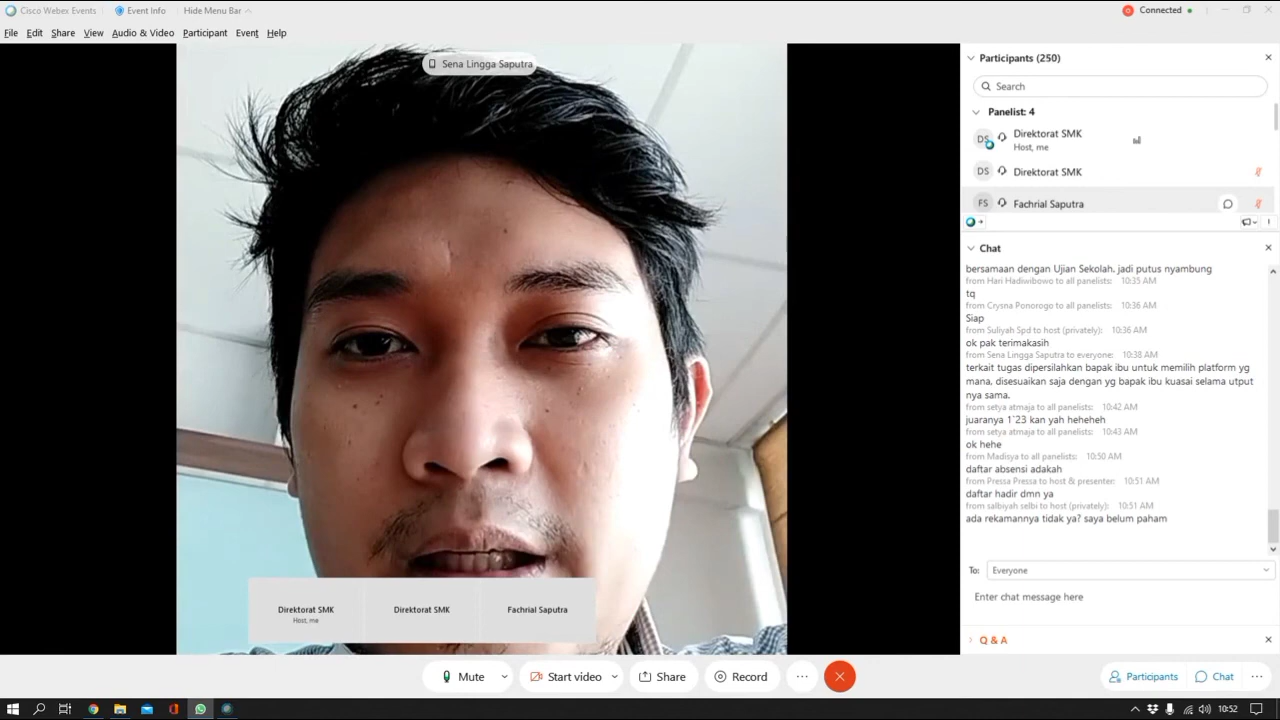 Cisco Webex Events
Event Info
Hide Menu Bar
Connected
File
Edit
Share
View
Audio & Video
Participant
Event
Help
Sena Lingga Saputra
Direktorat SMK
Host, me
Direktorat SMK
Fachrial Saputra
Participants (250)
Search
Panelist: 4
DS
Direktorat SMK
Host, me
DS
Direktorat SMK
FS
Fachrial Saputra
Chat
bersamaan dengan Ujian Sekolah. jadi putus nyambung
from Hari Hadiwibowo to all panelists: 10:35 AM
tq
from Crysna Ponorogo to all panelists: 10:36 AM
Siap
from Suliyah Spd to host (privately): 10:36 AM
ok pak terimakasih
from Sena Lingga Saputra to everyone: 10:38 AM
terkait tugas dipersilahkan bapak ibu untuk memilih platform yg
mana, disesuaikan saja dengan yg bapak ibu kuasai selama utput
nya sama.
from setya atmaja to all panelists: 10:42 AM
juaranya 1`23 kan yah heheheh
from setya atmaja to all panelists: 10:43 AM
ok hehe
from Madisya to all panelists: 10:50 AM
daftar absensi adakah
from Pressa Pressa to host & presenter: 10:51 AM
daftar hadir dmn ya
from salbiyah selbi to host (privately): 10:51 AM
ada rekamannya tidak ya? saya belum paham
To:
Everyone
Enter chat message here
Q & A
Mute
Start video
Share
Record
Participants
Chat
10:52